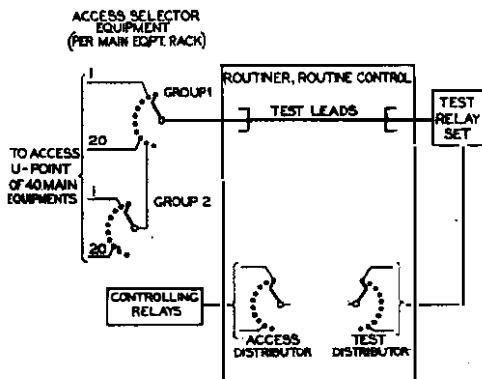 ACCESS SELECTOR
EQUIPMENT
(PER MAIN EQPT. RACK)
1
GROUP 1
20
TO ACCESS
U-POINT
OF 40 MAIN
EQUIPMENTS
1
GROUP 2
20
ROUTINER, ROUTINE CONTROL
TEST LEADS
TEST
RELAY
SET
CONTROLLING
RELAYS
ACCESS
DISTRIBUTOR
TEST
DISTRIBUTOR